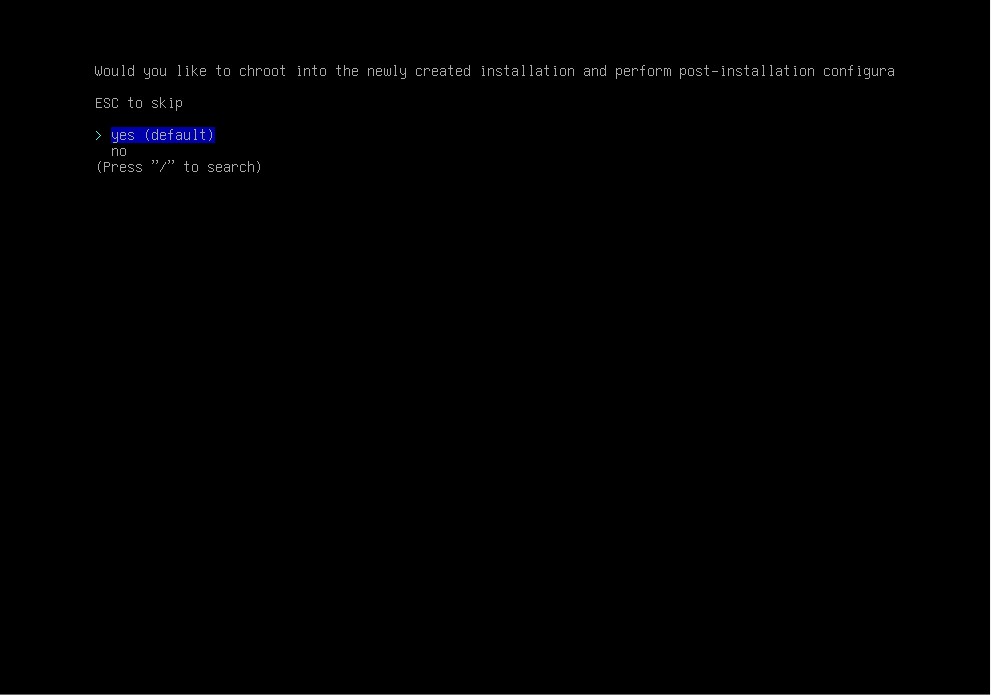 Would you like to chroot into the newly created installation and perform post-installation configura
ESC to skip
> yes (default)
no
(Press "/" to search)